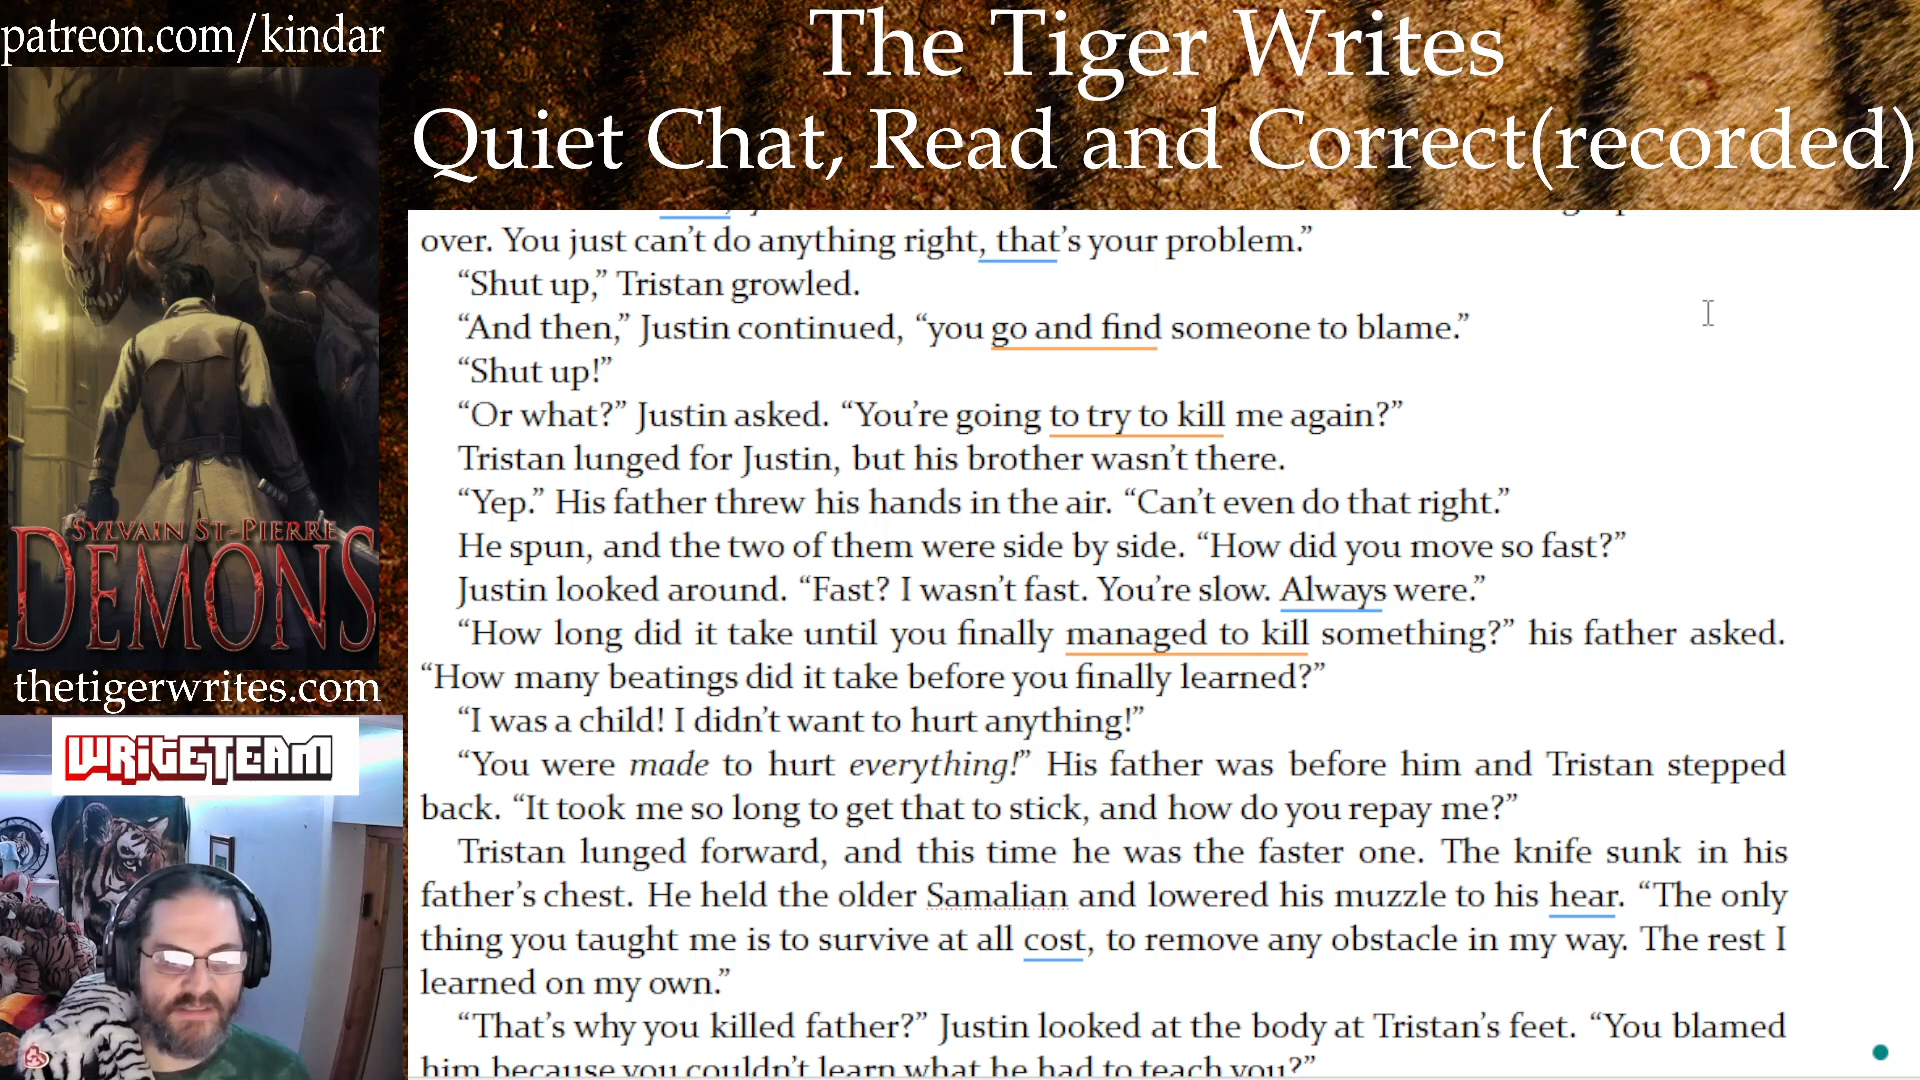 patreon.com/kindar
The Tiger Writes
Quiet Chat, Read and Correct(recorded)
SYLVAIN ST-PIERRE
DEMONS
thetigerwrites.com
WRITETEAM
over. You just can’t do anything right, that’s your problem.”
“Shut up,” Tristan growled.
“And then,” Justin continued, “you go and find someone to blame.”
“Shut up!”
“Or what?” Justin asked. “You’re going to try to kill me again?”
Tristan lunged for Justin, but his brother wasn’t there.
“Yep.” His father threw his hands in the air. “Can’t even do that right.”
He spun, and the two of them were side by side. “How did you move so fast?”
Justin looked around. “Fast? I wasn’t fast. You’re slow. Always were.”
“How long did it take until you finally managed to kill something?” his father asked.
“How many beatings did it take before you finally learned?”
“I was a child! I didn’t want to hurt anything!”
“You were made to hurt everything!” His father was before him and Tristan stepped
back. “It took me so long to get that to stick, and how do you repay me?”
Tristan lunged forward, and this time he was the faster one. The knife sunk in his
father’s chest. He held the older Samalian and lowered his muzzle to his hear. “The only
thing you taught me is to survive at all cost, to remove any obstacle in my way. The rest I
learned on my own.”
“That’s why you killed father?” Justin looked at the body at Tristan’s feet. “You blamed
him because you couldn’t learn what he had to teach you?”